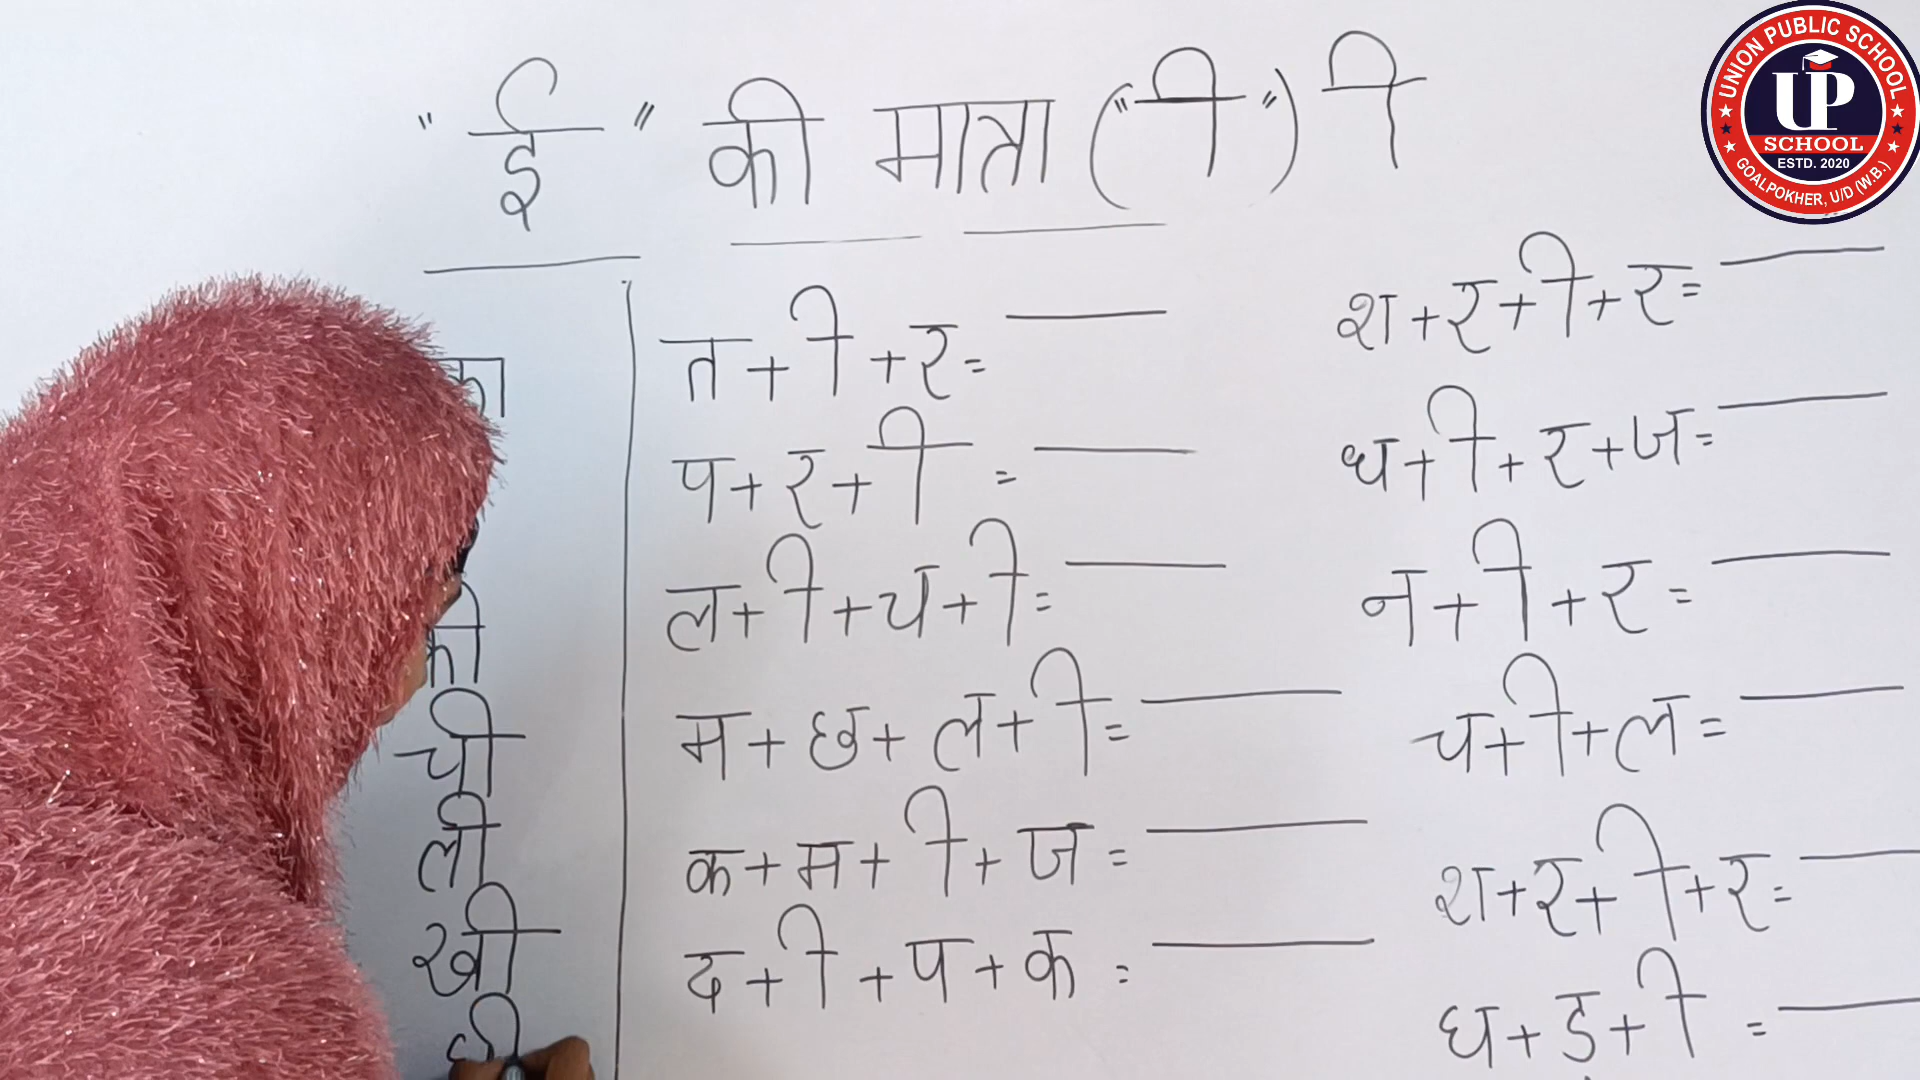 "ई" की मात्रा ("ी") ी
का
की
ची
ली
खी
त+ी+र=
प+र+ी =
ल+ी+च+ी=
म+छ+ल+ी=
क+म+ी+ज=
द+ी+प+क =
श+र+ी+र=
ध+ी+र+ज=
न+ी+र=
च+ी+ल=
श+र+ी+र=
घ+ड़+ी =
UNION PUBLIC SCHOOL
UP
SCHOOL
ESTD. 2020
GOALPOKHER, U/D (W.B.)